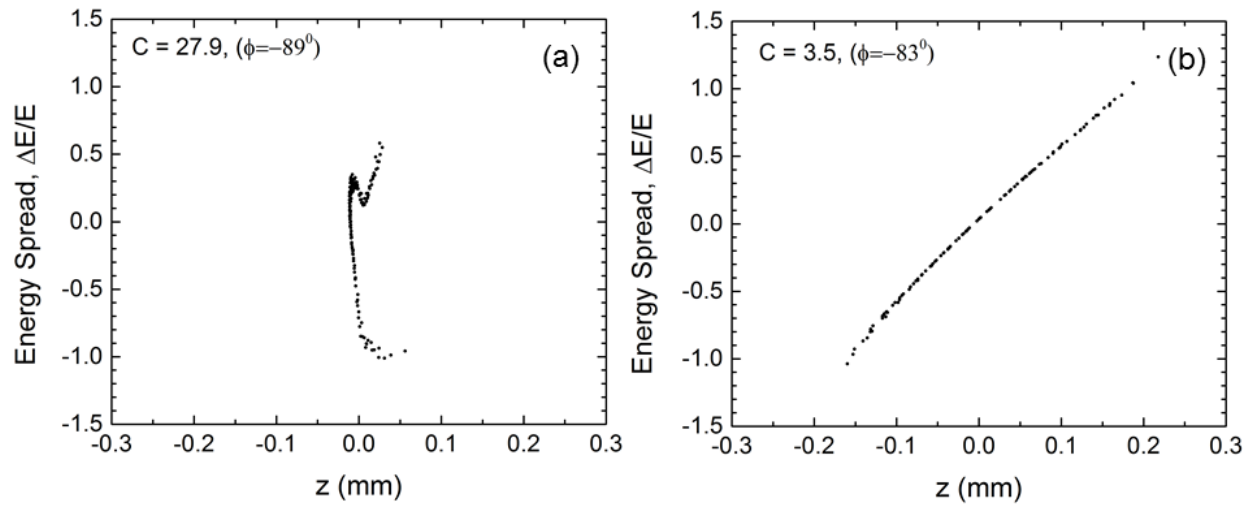 C = 27.9, (ϕ=−89⁰)
(a)
1.5
1.0
0.5
0.0
-0.5
-1.0
-1.5
Energy Spread, ΔE/E
-0.3 -0.2 -0.1 0.0 0.1 0.2 0.3
z (mm)
C = 3.5, (ϕ=−83⁰)
(b)
1.5
1.0
0.5
0.0
-0.5
-1.0
-1.5
Energy Spread, ΔE/E
-0.3 -0.2 -0.1 0.0 0.1 0.2 0.3
z (mm)